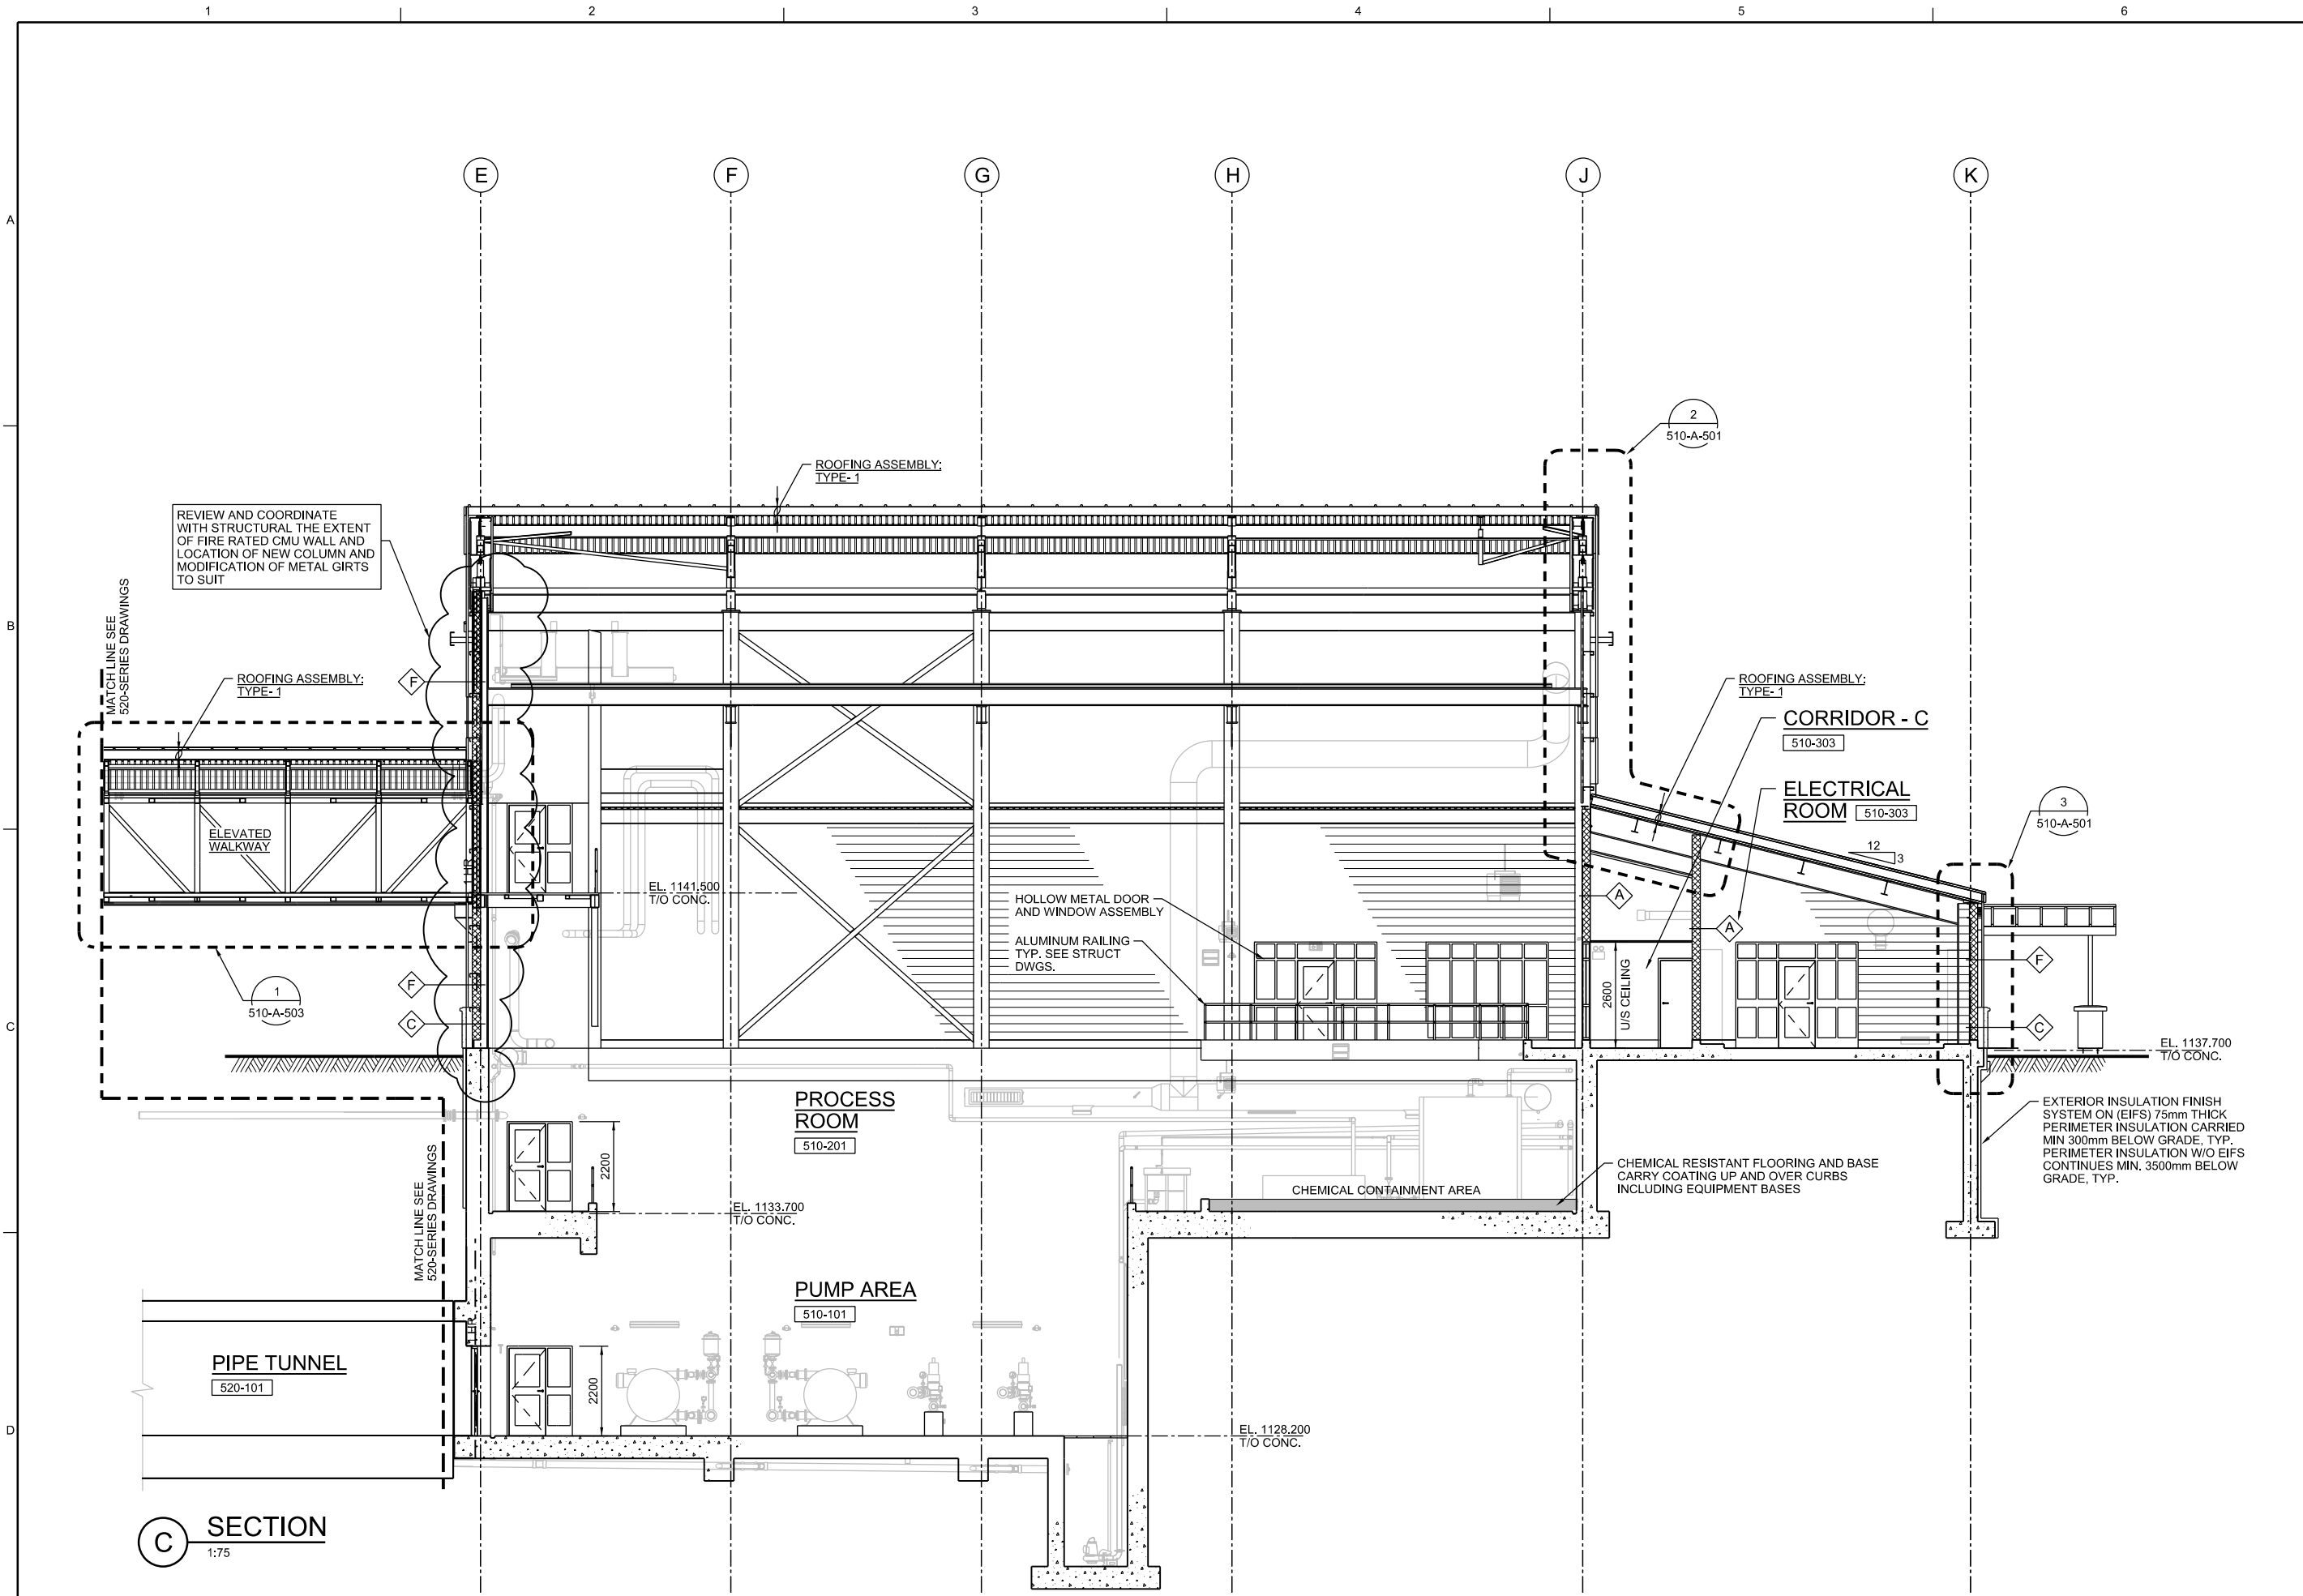 1 2 3 4 5 6
A
B
C
D
E F G H J K
2
510-A-501
ROOFING ASSEMBLY;
TYPE- 1
REVIEW AND COORDINATE
WITH STRUCTURAL THE EXTENT
OF FIRE RATED CMU WALL AND
LOCATION OF NEW COLUMN AND
MODIFICATION OF METAL GIRTS
TO SUIT
MATCH LINE SEE
520-SERIES DRAWINGS
ROOFING ASSEMBLY;
TYPE- 1
F
ROOFING ASSEMBLY;
TYPE- 1
CORRIDOR - C
510-303
ELECTRICAL
ROOM 510-303
3
510-A-501
12
3
ELEVATED
WALKWAY
1 HR
EL. 1141.500
T/O CONC.
HOLLOW METAL DOOR
AND WINDOW ASSEMBLY
ALUMINUM RAILING
TYP. SEE STRUCT
DWGS.
A
A
2600
U/S CEILING
F
C
F
C
1
510-A-503
EL. 1137.700
T/O CONC.
PROCESS
ROOM
510-201
2200
EXTERIOR INSULATION FINISH
SYSTEM ON (EIFS) 75mm THICK
PERIMETER INSULATION CARRIED
MIN 300mm BELOW GRADE, TYP.
PERIMETER INSULATION W/O EIFS
CONTINUES MIN. 3500mm BELOW
GRADE, TYP.
CHEMICAL RESISTANT FLOORING AND BASE
CARRY COATING UP AND OVER CURBS
INCLUDING EQUIPMENT BASES
CHEMICAL CONTAINMENT AREA
EL. 1133.700
T/O CONC.
MATCH LINE SEE
520-SERIES DRAWINGS
PUMP AREA
510-101
PIPE TUNNEL
520-101
2200
EL. 1128.200
T/O CONC.
C SECTION
1:75